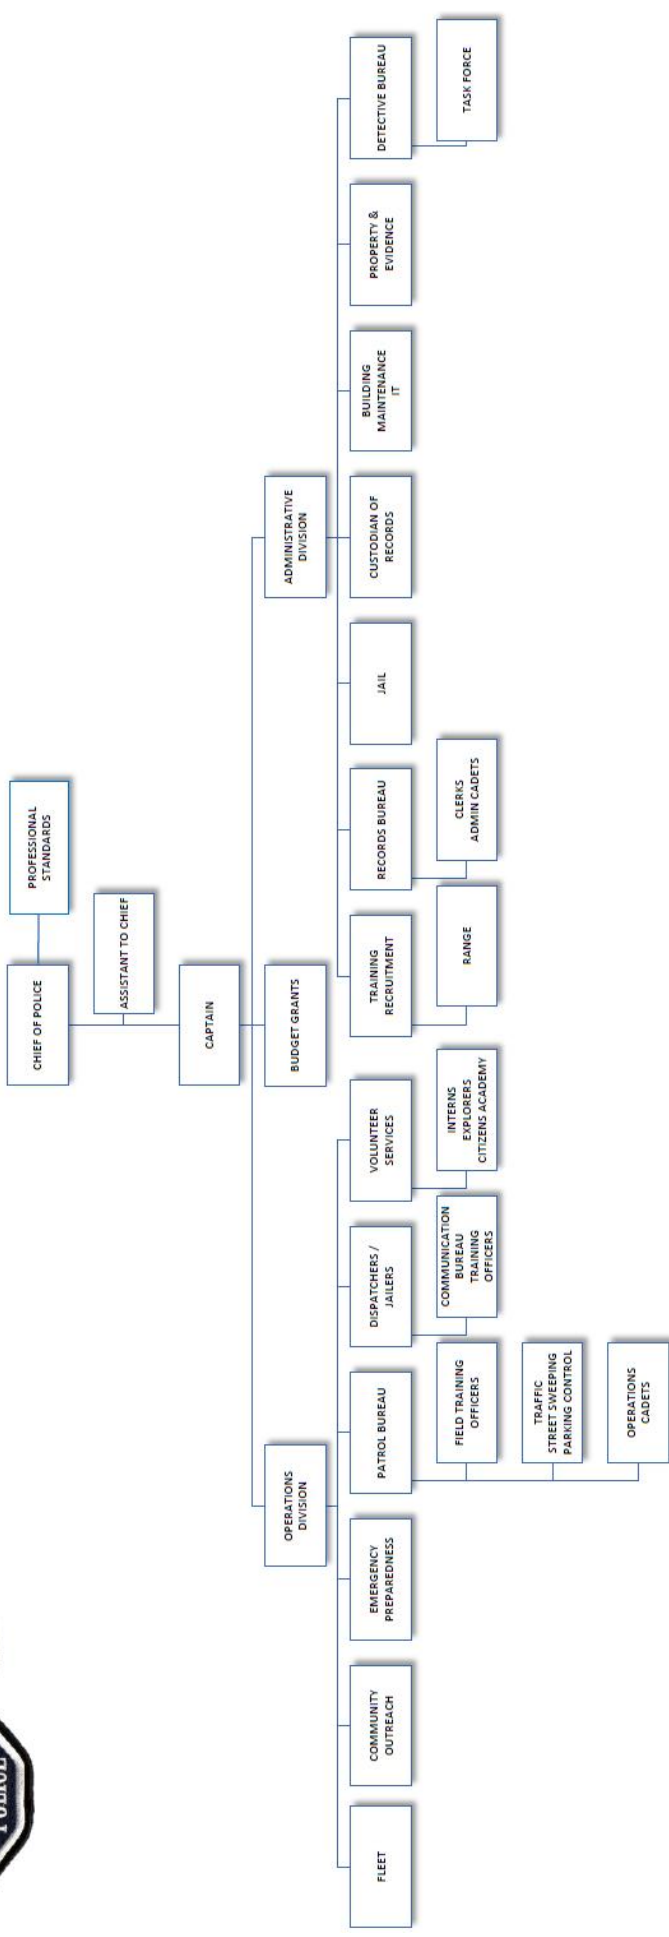 POLICE
CHIEF OF POLICE
PROFESSIONAL
STANDARDS
ASSISTANT TO CHIEF
CAPTAIN
OPERATIONS
DIVISION
BUDGET GRANTS
ADMINISTRATIVE
DIVISION
FLEET
COMMUNITY
OUTREACH
EMERGENCY
PREPAREDNESS
PATROL BUREAU
DISPATCHERS /
JAILERS
VOLUNTEER
SERVICES
TRAINING
RECRUITMENT
RECORDS BUREAU
JAIL
CUSTODIAN OF
RECORDS
BUILDING
MAINTENANCE
IT
PROPERTY &
EVIDENCE
DETECTIVE BUREAU
FIELD TRAINING
OFFICERS
COMMUNICATION
BUREAU
TRAINING
OFFICERS
INTERNS
EXPLORERS
CITIZENS ACADEMY
RANGE
CLERKS
ADMIN CADETS
TASK FORCE
TRAFFIC
STREET SWEEPING
PARKING CONTROL
OPERATIONS
CADETS